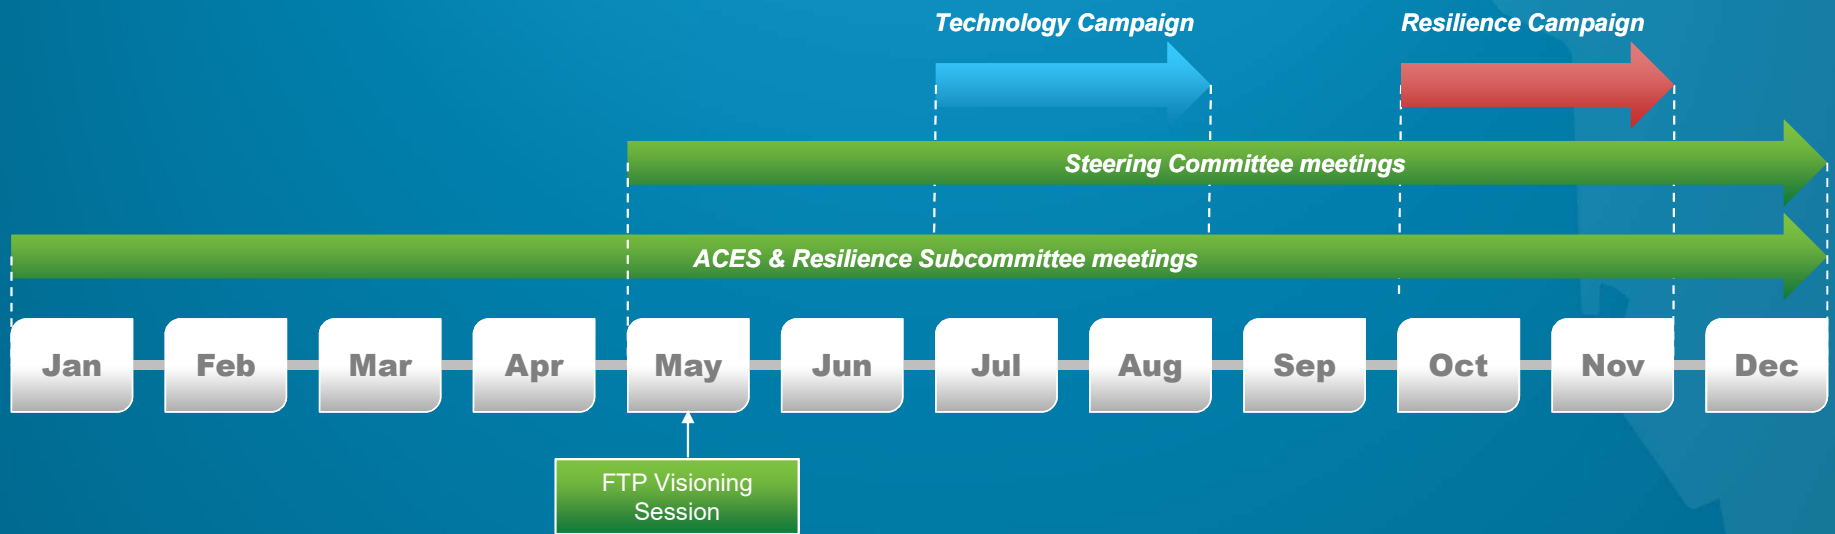 Technology Campaign
Resilience Campaign
Steering Committee meetings
ACES & Resilience Subcommittee meetings
Jan
Feb
Mar
Apr
May
Jun
Jul
Aug
Sep
Oct
Nov
Dec
FTP Visioning
Session